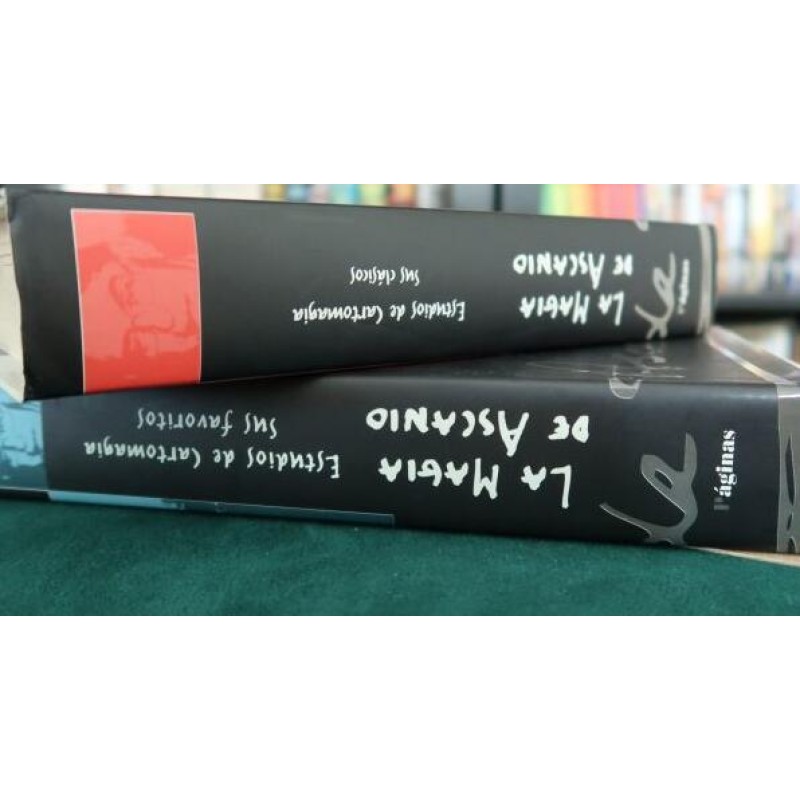 LA MAGIA
DE ASCANIO
Estudios de Cartomagia
sus clásicos
Páginas
LA MAGIA
DE ASCANIO
Estudios de Cartomagia
sus favoritos
Páginas